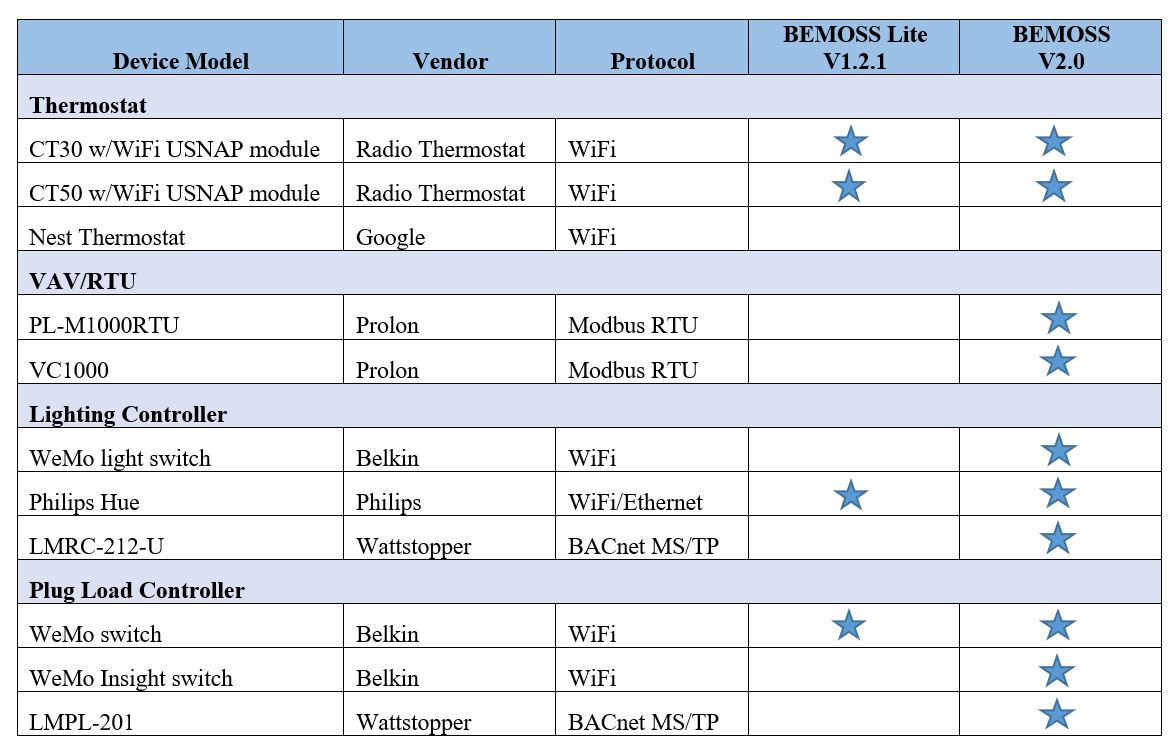 Device Model Vendor Protocol BEMOSS Lite V1.2.1 BEMOSS V2.0
Thermostat
CT30 w/WiFi USNAP module Radio Thermostat WiFi
CT50 w/WiFi USNAP module Radio Thermostat WiFi
Nest Thermostat Google WiFi
VAV/RTU
PL-M1000RTU Prolon Modbus RTU
VC1000 Prolon Modbus RTU
Lighting Controller
WeMo light switch Belkin WiFi
Philips Hue Philips WiFi/Ethernet
LMRC-212-U Wattstopper BACnet MS/TP
Plug Load Controller
WeMo switch Belkin WiFi
WeMo Insight switch Belkin WiFi
LMPL-201 Wattstopper BACnet MS/TP